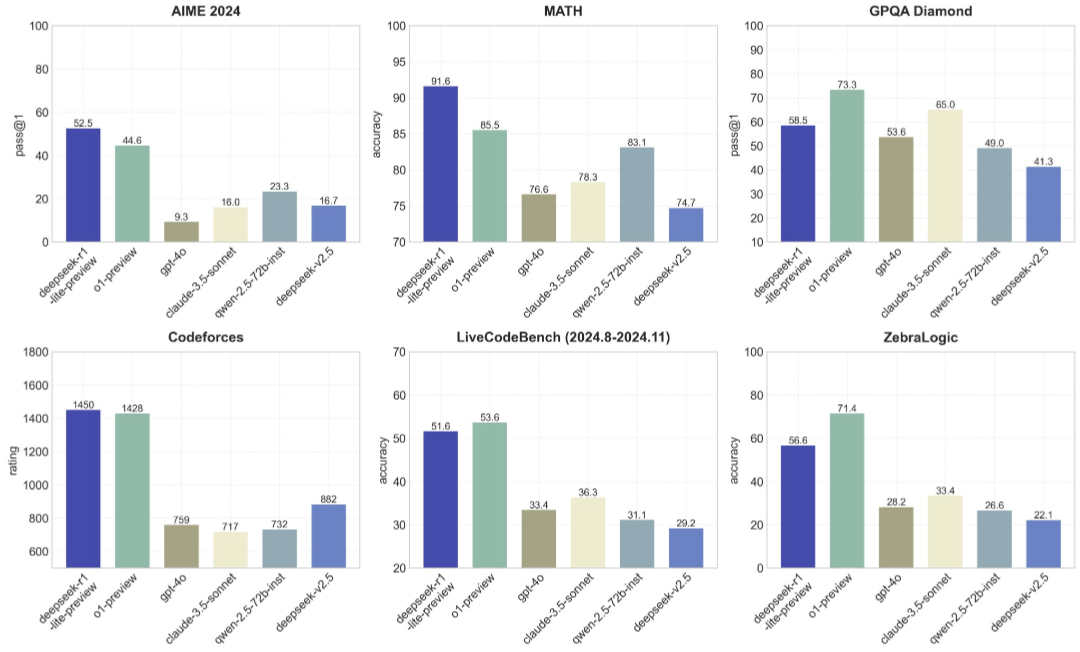 AIME 2024
pass@1
100
80
60
40
20
0
52.5
44.6
9.3
16.0
23.3
16.7
deepseek-r1
-lite-preview
o1-preview
gpt-4o
claude-3.5-sonnet
qwen-2.5-72b-inst
deepseek-v2.5
MATH
accuracy
100
95
90
85
80
75
70
91.6
85.5
76.6
78.3
83.1
74.7
deepseek-r1
-lite-preview
o1-preview
gpt-4o
claude-3.5-sonnet
qwen-2.5-72b-inst
deepseek-v2.5
GPQA Diamond
pass@1
100
90
80
70
60
50
40
30
20
10
58.5
73.3
53.6
65.0
49.0
41.3
deepseek-r1
-lite-preview
o1-preview
gpt-4o
claude-3.5-sonnet
qwen-2.5-72b-inst
deepseek-v2.5
Codeforces
rating
1800
1600
1400
1200
1000
800
600
1450
1428
759
717
732
882
deepseek-r1
-lite-preview
o1-preview
gpt-4o
claude-3.5-sonnet
qwen-2.5-72b-inst
deepseek-v2.5
LiveCodeBench (2024.8-2024.11)
accuracy
70
60
50
40
30
20
51.6
53.6
33.4
36.3
31.1
29.2
deepseek-r1
-lite-preview
o1-preview
gpt-4o
claude-3.5-sonnet
qwen-2.5-72b-inst
deepseek-v2.5
ZebraLogic
accuracy
100
80
60
40
20
0
56.6
71.4
28.2
33.4
26.6
22.1
deepseek-r1
-lite-preview
o1-preview
gpt-4o
claude-3.5-sonnet
qwen-2.5-72b-inst
deepseek-v2.5